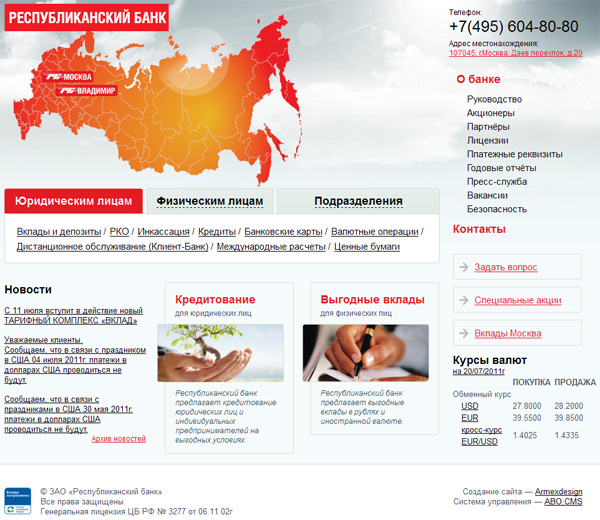 РЕСПУБЛИКАНСКИЙ БАНК
Телефон:
+7(495) 604-80-80
Адрес местонахождения:
107045, г.Москва, Даев переулок, д.20
РБ МОСКВА
РБ ВЛАДИМИР
О банке
Руководство
Акционеры
Партнёры
Лицензии
Платежные реквизиты
Годовые отчёты
Пресс-служба
Вакансии
Безопасность
Контакты
Юридическим лицам
Физическим лицам
Подразделения
Вклады и депозиты / РКО / Инкассация / Кредиты / Банковские карты / Валютные операции /
Дистанционное обслуживание (Клиент-Банк) / Международные расчеты / Ценные бумаги
Задать вопрос
Специальные акции
Вклады Москва
Новости
С 11 июля вступит в действие новый
ТАРИФНЫЙ КОМПЛЕКС «ВКЛАД»
Уважаемые клиенты.
Сообщаем, что в связи с праздником
в США 04 июля 2011г. платежи в
долларах США проводиться не
будут.
Сообщаем, что в связи с
праздниками в США 30 мая 2011г.
платежи в долларах США
проводиться не будут.
Архив новостей
Кредитование
для юридических лиц
Республиканский банк
предлагает кредитование
юридических лиц и
индивидуальных
предпринимателей на
выгодных условиях.
Выгодные вклады
для физических лиц
Республиканский банк
предлагает выгодные
вклады в рублях и
иностранной валюте.
Курсы валют
на 20/07/2011г
ПОКУПКА ПРОДАЖА
Обменный курс
USD 27.8000 28.2000
EUR 39.5500 39.8500
кросс-курс
EUR/USD 1.4025 1.4335
© ЗАО «Республиканский банк»
Все права защищены.
Генеральная лицензия ЦБ РФ № 3277 от 06.11.02г
Создание сайта — Armexdesign
Система управления — ABO.CMS